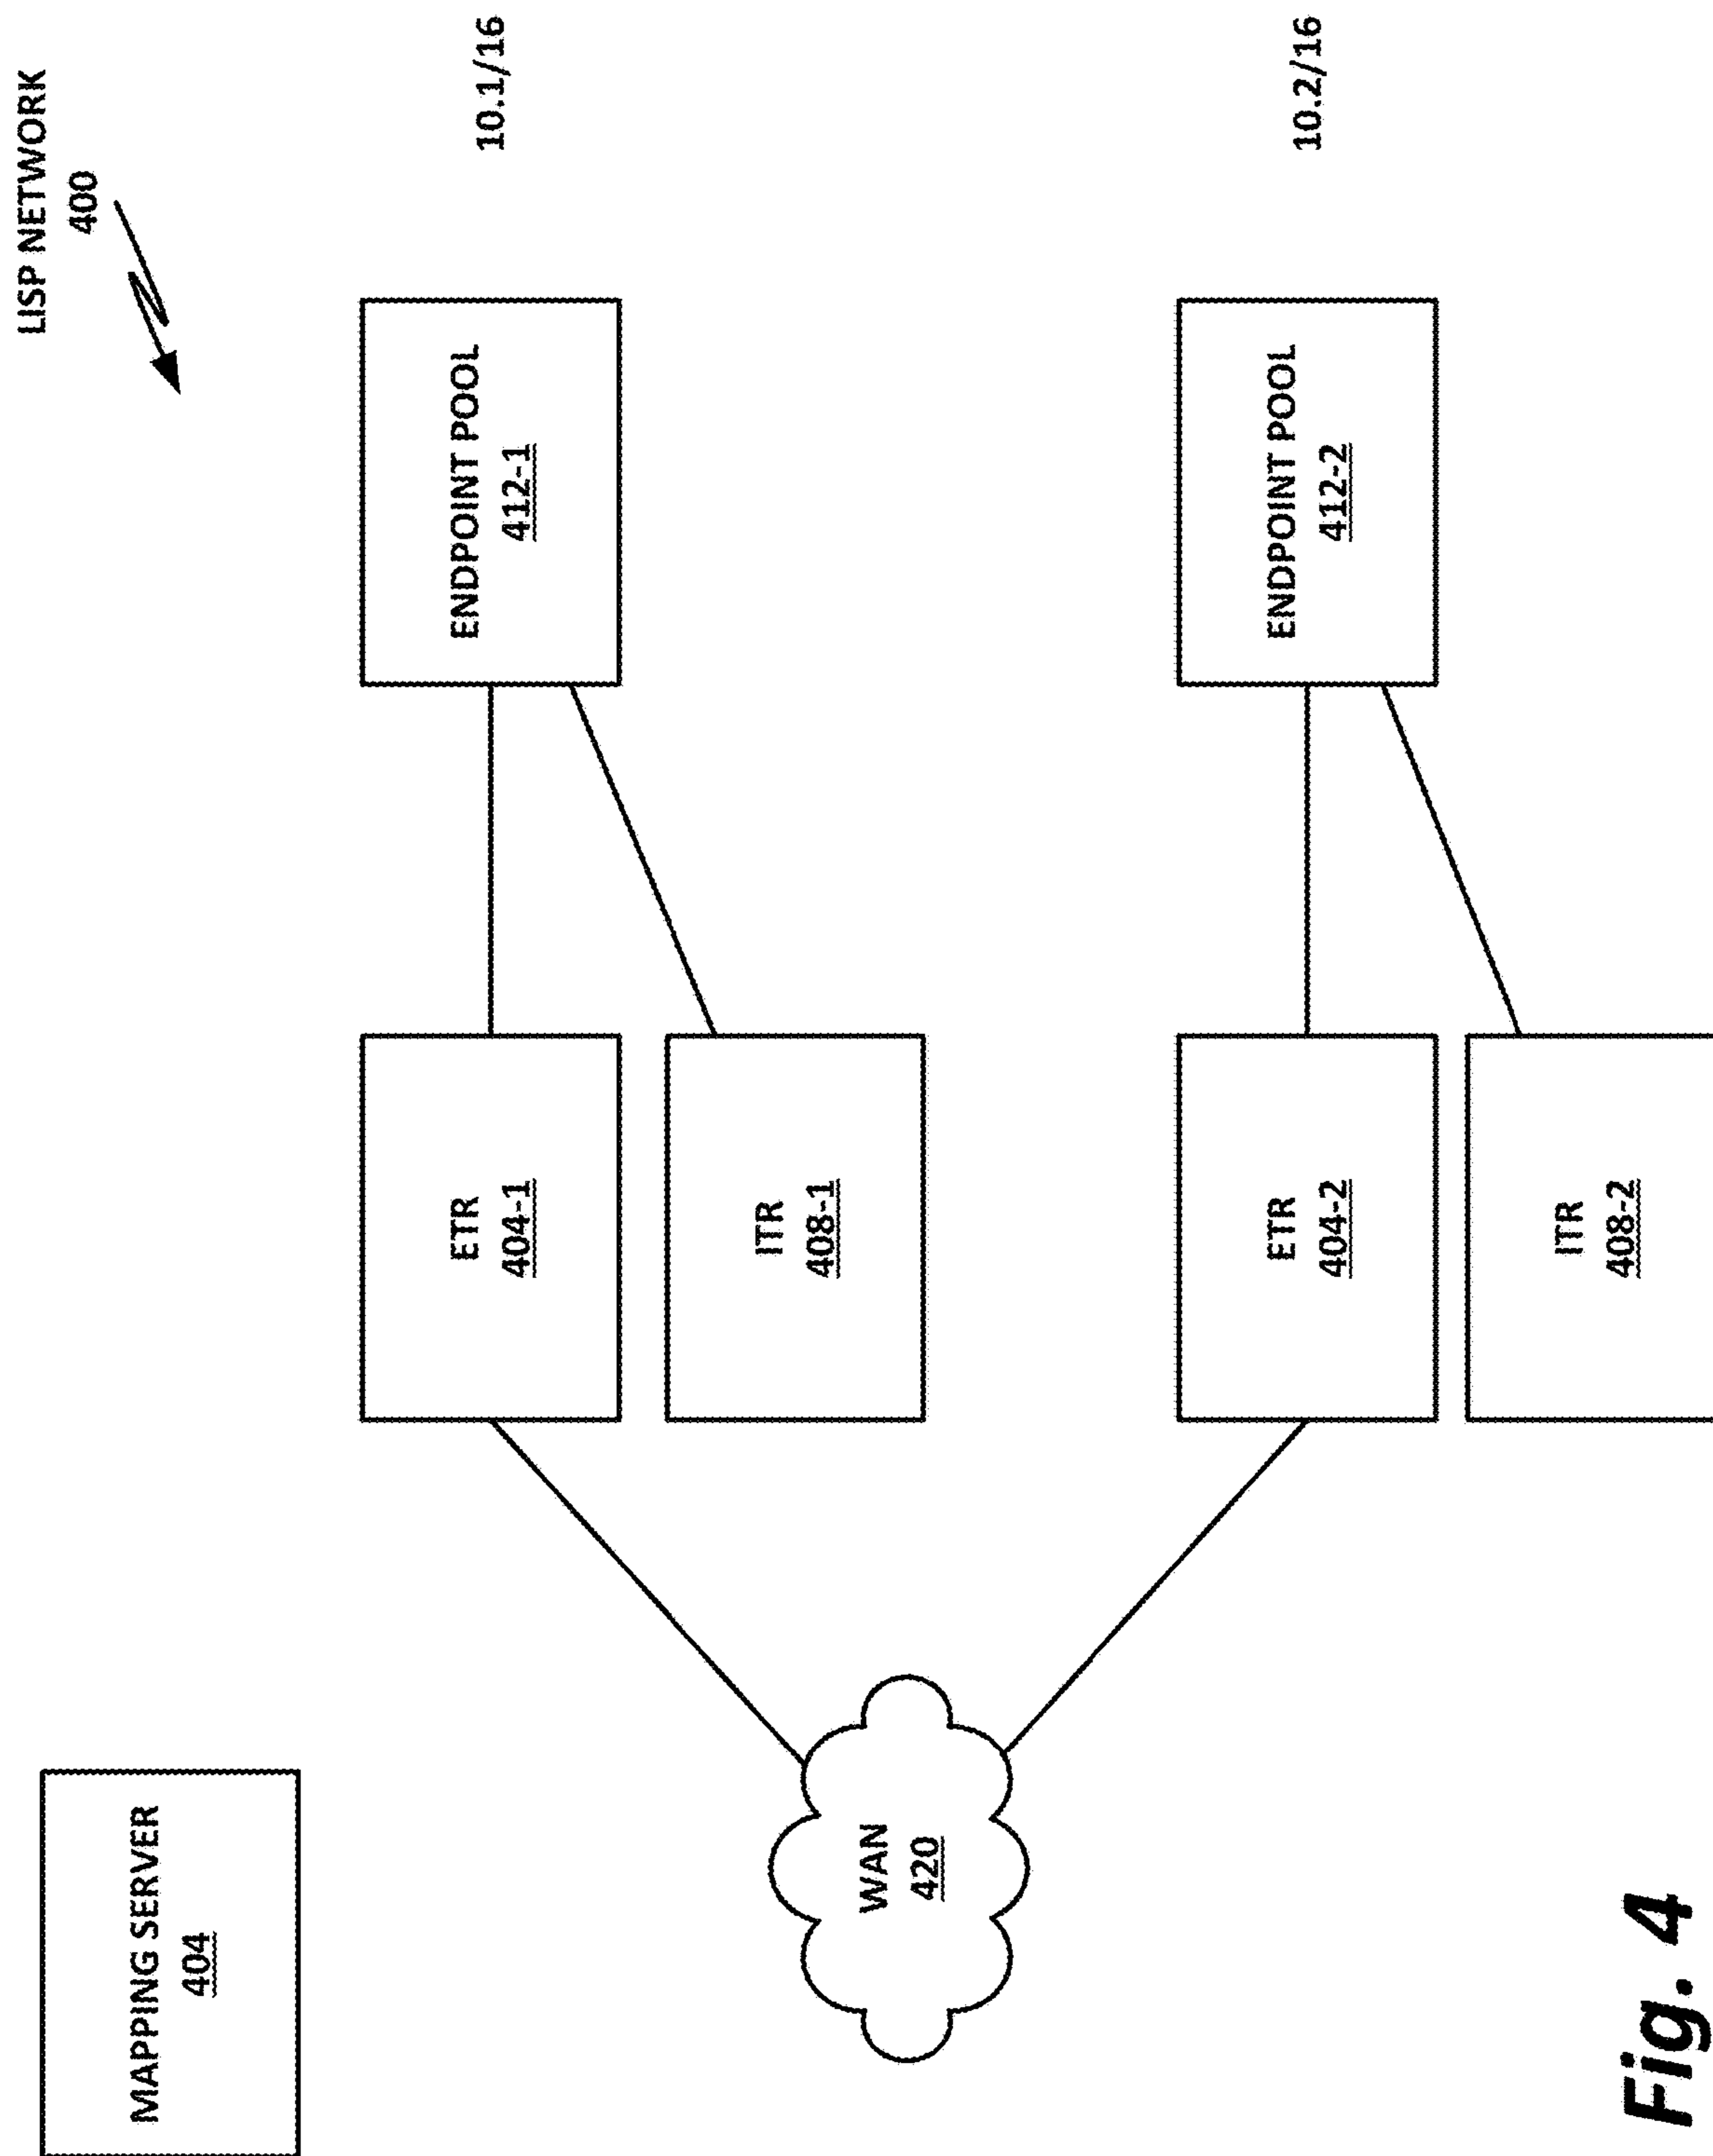 LISP NETWORK
400
MAPPING SERVER
404
ETR
404-1
ENDPOINT POOL
412-1
10.1/16
ITR
408-1
WAN
420
ETR
404-2
ENDPOINT POOL
412-2
10.2/16
ITR
408-2
Fig. 4